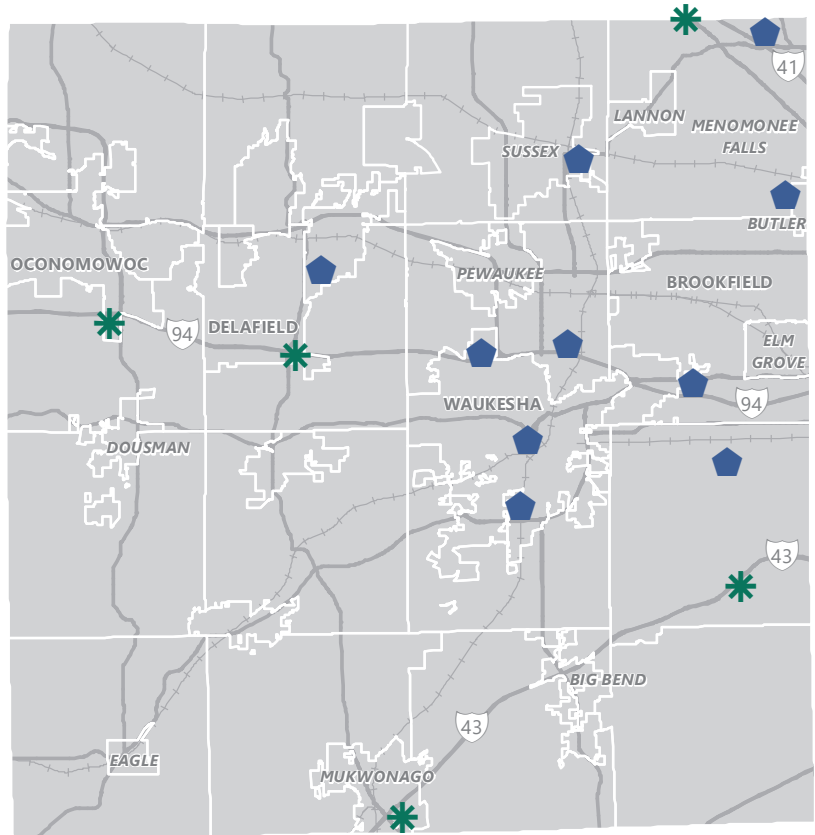 41
LANNON
MENOMONEE
FALLS
SUSSEX
BUTLER
OCONOMOWOC
PEWAUKEE
BROOKFIELD
94
DELAFIELD
ELM
GROVE
WAUKESHA
94
DOUSMAN
43
BIG BEND
43
EAGLE
MUKWONAGO